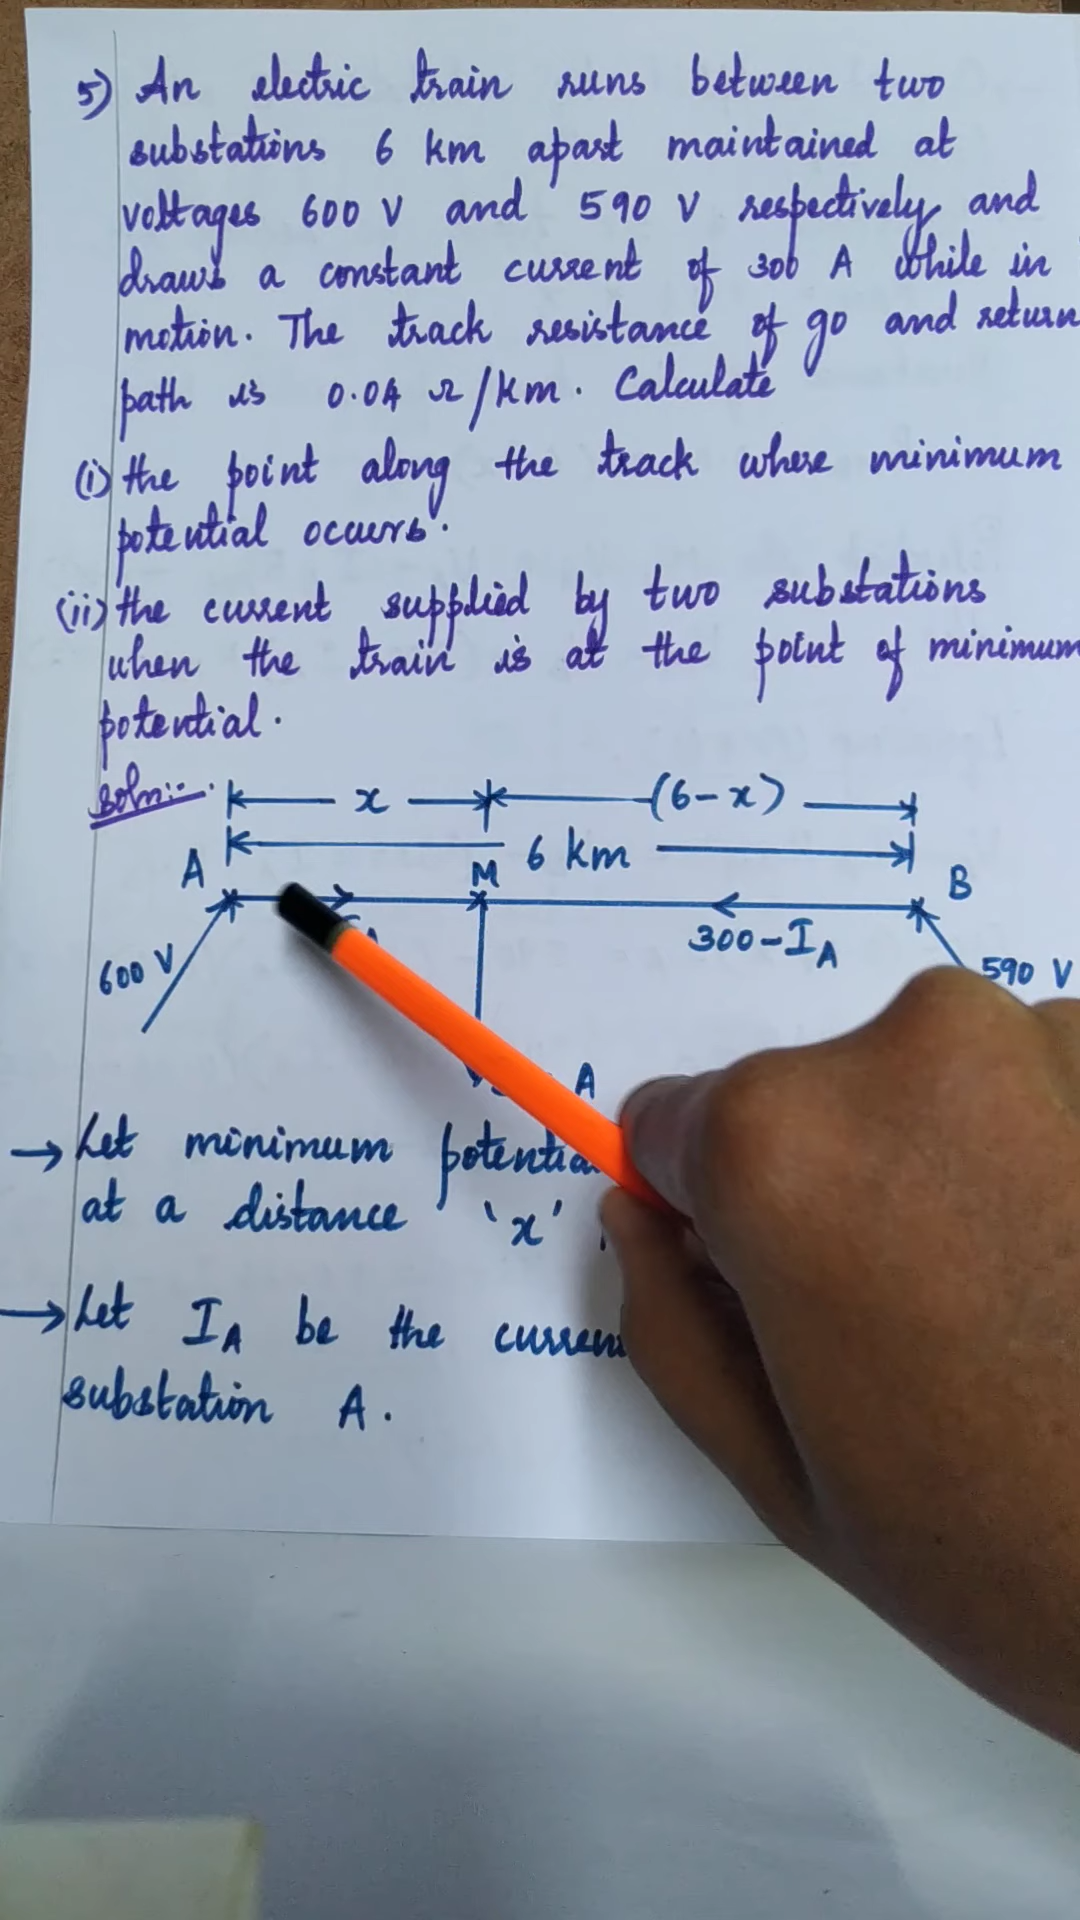 5) An electric train runs between two
substations 6 km apart maintained at
voltages 600 V and 590 V respectively and
draws a constant current of 300 A while in
motion. The track resistance of go and return
path is 0.04 Ω/km. Calculate
(i) the point along the track where minimum
potential occurs.
(ii) the current supplied by two substations
when the train is at the point of minimum
potential.
Soln:-
x (6-x)
6 km
A M B
300-I_A
600 V 590 V
A
→ Let minimum
at a distance 'x'
→ Let I_A be the
substation A.